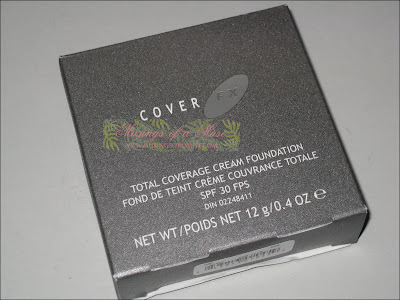 COVER FX
Musings of a Muse
TOTAL COVERAGE CREAM FOUNDATION
FOND DE TEINT CRÈME COUVRANCE TOTALE
SPF 30 FPS
DIN 02248411
NET WT/POIDS NET 12 g/0.4 OZ e